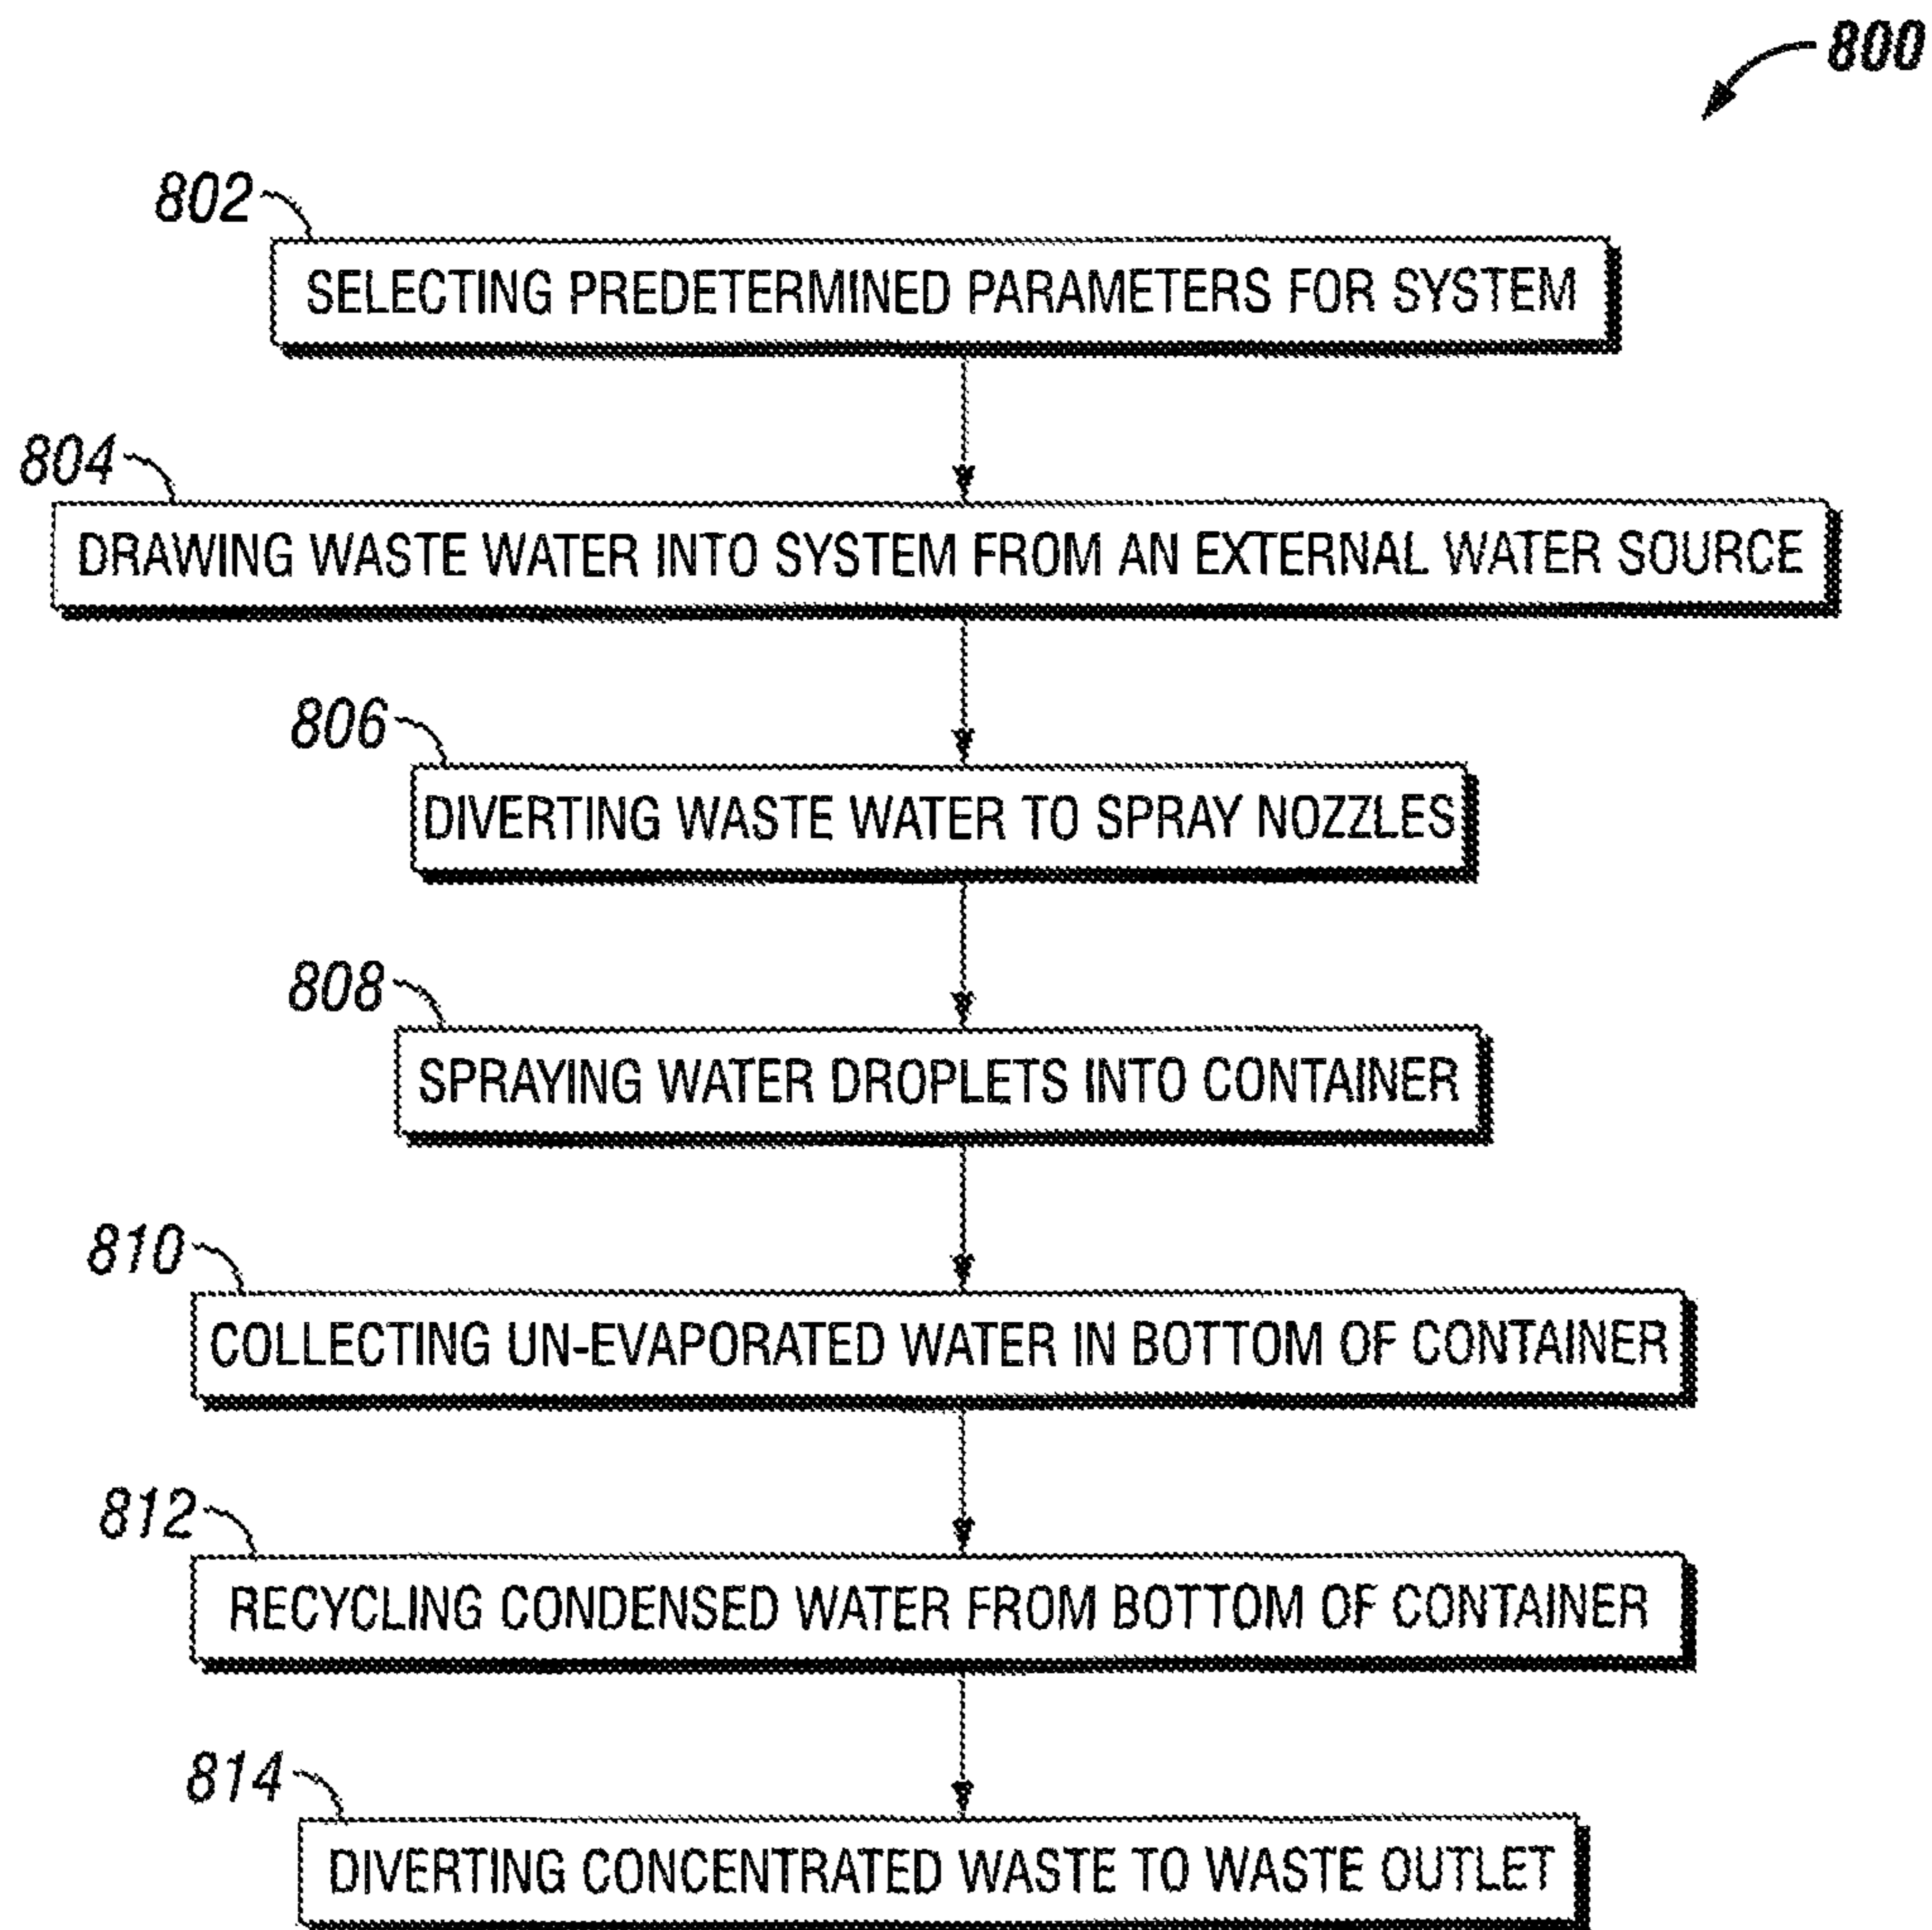 800
802
SELECTING PREDETERMINED PARAMETERS FOR SYSTEM
804
DRAWING WASTE WATER INTO SYSTEM FROM AN EXTERNAL WATER SOURCE
806
DIVERTING WASTE WATER TO SPRAY NOZZLES
808
SPRAYING WATER DROPLETS INTO CONTAINER
810
COLLECTING UN-EVAPORATED WATER IN BOTTOM OF CONTAINER
812
RECYCLING CONDENSED WATER FROM BOTTOM OF CONTAINER
814
DIVERTING CONCENTRATED WASTE TO WASTE OUTLET